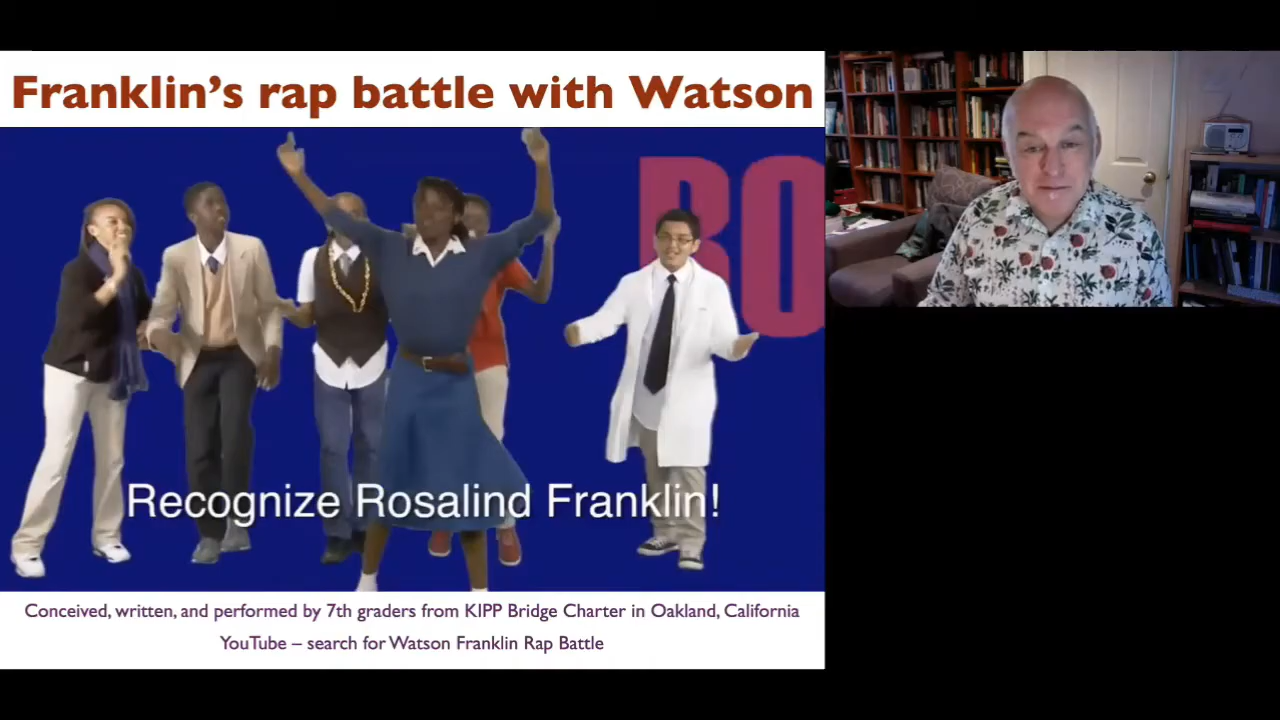 Franklin's rap battle with Watson
BO
Recognize Rosalind Franklin!
Conceived, written, and performed by 7th graders from KIPP Bridge Charter in Oakland, California
YouTube – search for Watson Franklin Rap Battle